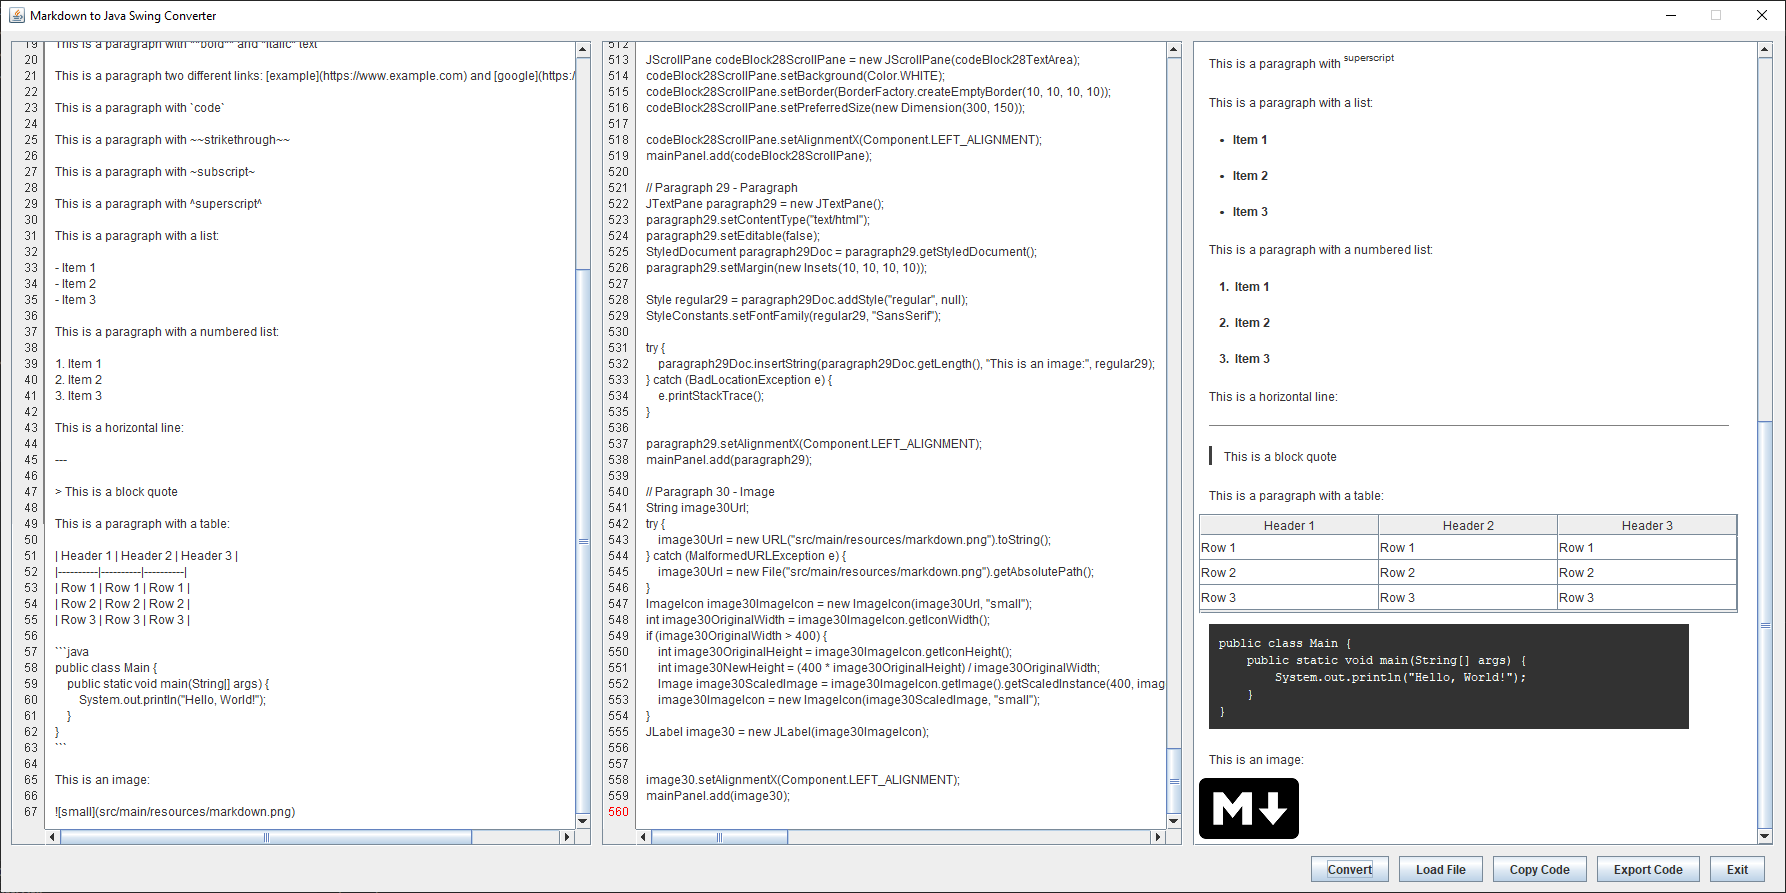 Markdown to Java Swing Converter
19 This is a paragraph with **bold** and *italic* text
20
21 This is a paragraph two different links: [example](https://www.example.com) and [google](https:/
22
23 This is a paragraph with `code`
24
25 This is a paragraph with ~~strikethrough~~
26
27 This is a paragraph with ~subscript~
28
29 This is a paragraph with ^superscript^
30
31 This is a paragraph with a list:
32
33 - Item 1
34 - Item 2
35 - Item 3
36
37 This is a paragraph with a numbered list:
38
39 1. Item 1
40 2. Item 2
41 3. Item 3
42
43 This is a horizontal line:
44
45 ---
46
47 > This is a block quote
48
49 This is a paragraph with a table:
50
51 | Header 1 | Header 2 | Header 3 |
52 |----------|----------|----------|
53 | Row 1 | Row 1 | Row 1 |
54 | Row 2 | Row 2 | Row 2 |
55 | Row 3 | Row 3 | Row 3 |
56
57 ```java
58 public class Main {
59     public static void main(String[] args) {
60         System.out.println("Hello, World!");
61     }
62 }
63 ```
64
65 This is an image:
66
67 ![small](src/main/resources/markdown.png)
512
513 JScrollPane codeBlock28ScrollPane = new JScrollPane(codeBlock28TextArea);
514 codeBlock28ScrollPane.setBackground(Color.WHITE);
515 codeBlock28ScrollPane.setBorder(BorderFactory.createEmptyBorder(10, 10, 10, 10));
516 codeBlock28ScrollPane.setPreferredSize(new Dimension(300, 150));
517
518 codeBlock28ScrollPane.setAlignmentX(Component.LEFT_ALIGNMENT);
519 mainPanel.add(codeBlock28ScrollPane);
520
521 // Paragraph 29 - Paragraph
522 JTextPane paragraph29 = new JTextPane();
523 paragraph29.setContentType("text/html");
524 paragraph29.setEditable(false);
525 StyledDocument paragraph29Doc = paragraph29.getStyledDocument();
526 paragraph29.setMargin(new Insets(10, 10, 10, 10));
527
528 Style regular29 = paragraph29Doc.addStyle("regular", null);
529 StyleConstants.setFontFamily(regular29, "SansSerif");
530
531 try {
532     paragraph29Doc.insertString(paragraph29Doc.getLength(), "This is an image:", regular29);
533 } catch (BadLocationException e) {
534     e.printStackTrace();
535 }
536
537 paragraph29.setAlignmentX(Component.LEFT_ALIGNMENT);
538 mainPanel.add(paragraph29);
539
540 // Paragraph 30 - Image
541 String image30Url;
542 try {
543     image30Url = new URL("src/main/resources/markdown.png").toString();
544 } catch (MalformedURLException e) {
545     image30Url = new File("src/main/resources/markdown.png").getAbsolutePath();
546 }
547 ImageIcon image30ImageIcon = new ImageIcon(image30Url, "small");
548 int image30OriginalWidth = image30ImageIcon.getIconWidth();
549 if (image30OriginalWidth > 400) {
550     int image30OriginalHeight = image30ImageIcon.getIconHeight();
551     int image30NewHeight = (400 * image30OriginalHeight) / image30OriginalWidth;
552     Image image30ScaledImage = image30ImageIcon.getImage().getScaledInstance(400, imag
553     image30ImageIcon = new ImageIcon(image30ScaledImage, "small");
554 }
555 JLabel image30 = new JLabel(image30ImageIcon);
556
557
558 image30.setAlignmentX(Component.LEFT_ALIGNMENT);
559 mainPanel.add(image30);
560
This is a paragraph with superscript
This is a paragraph with a list:
• Item 1
• Item 2
• Item 3
This is a paragraph with a numbered list:
1. Item 1
2. Item 2
3. Item 3
This is a horizontal line:
This is a block quote
This is a paragraph with a table:
Header 1 Header 2 Header 3
Row 1 Row 1 Row 1
Row 2 Row 2 Row 2
Row 3 Row 3 Row 3
public class Main {
    public static void main(String[] args) {
        System.out.println("Hello, World!");
    }
}
This is an image:
M
Convert Load File Copy Code Export Code Exit